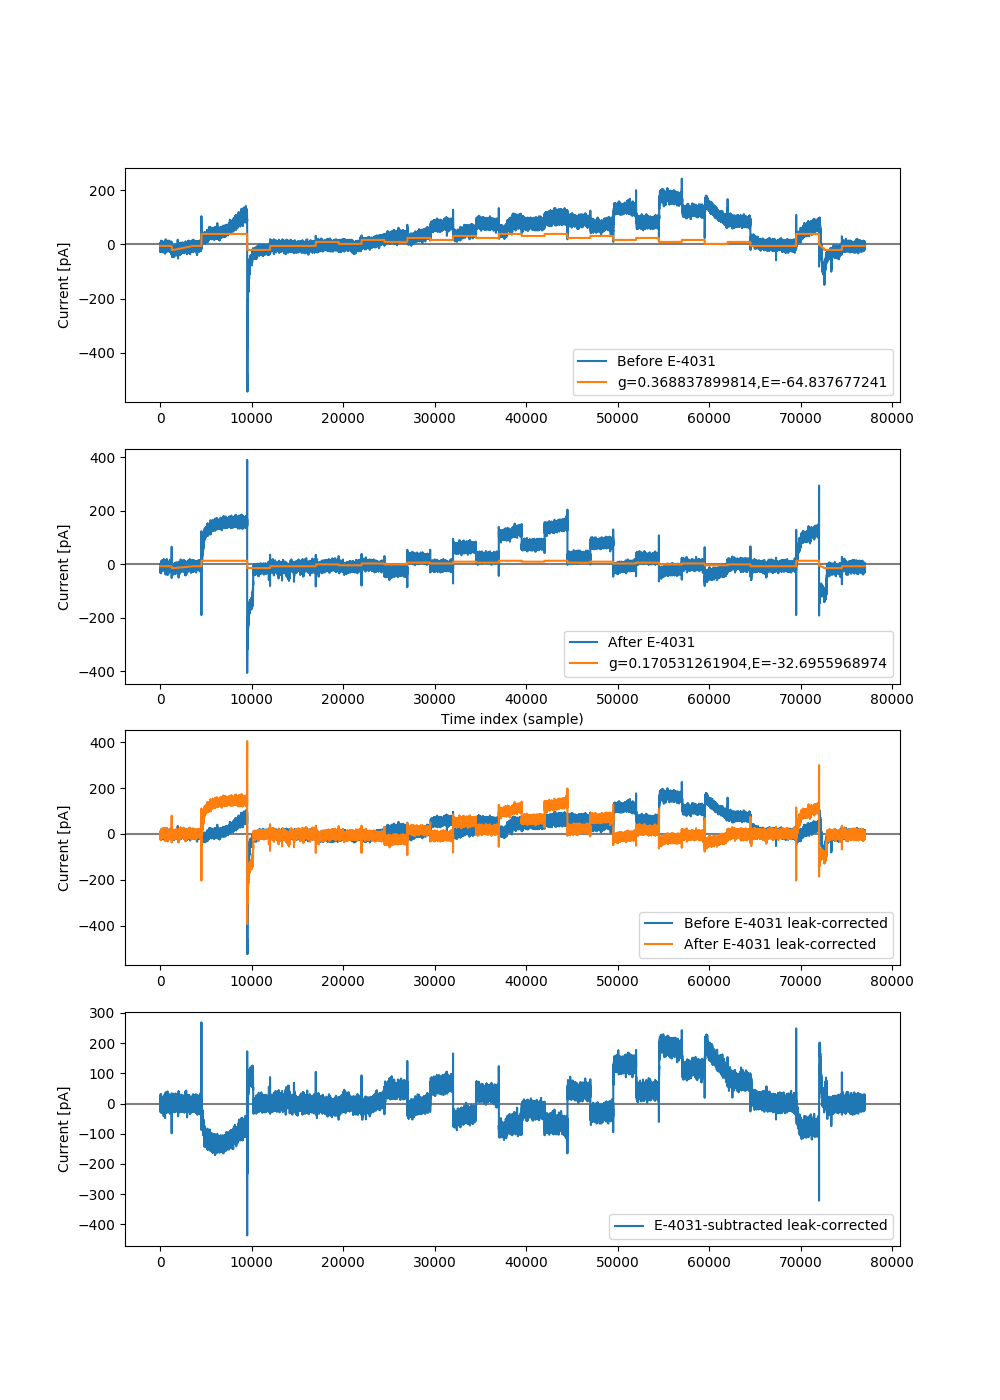 200
0
−200
−400
Current [pA]
Before E-4031
g=0.368837899814,E=-64.837677241
0 10000 20000 30000 40000 50000 60000 70000 80000
400
200
0
−200
−400
Current [pA]
After E-4031
g=0.170531261904,E=-32.6955968974
0 10000 20000 30000 40000 50000 60000 70000 80000
Time index (sample)
400
200
0
−200
−400
Current [pA]
Before E-4031 leak-corrected
After E-4031 leak-corrected
0 10000 20000 30000 40000 50000 60000 70000 80000
300
200
100
0
−100
−200
−300
−400
Current [pA]
E-4031-subtracted leak-corrected
0 10000 20000 30000 40000 50000 60000 70000 80000